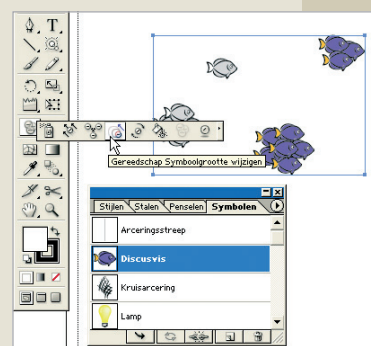 Gereedschap Symboolgrootte wijzigen
Stijlen Stalen Penselen Symbolen
Arceringsstreep
Discusvis
Kruisarcering
Lamp